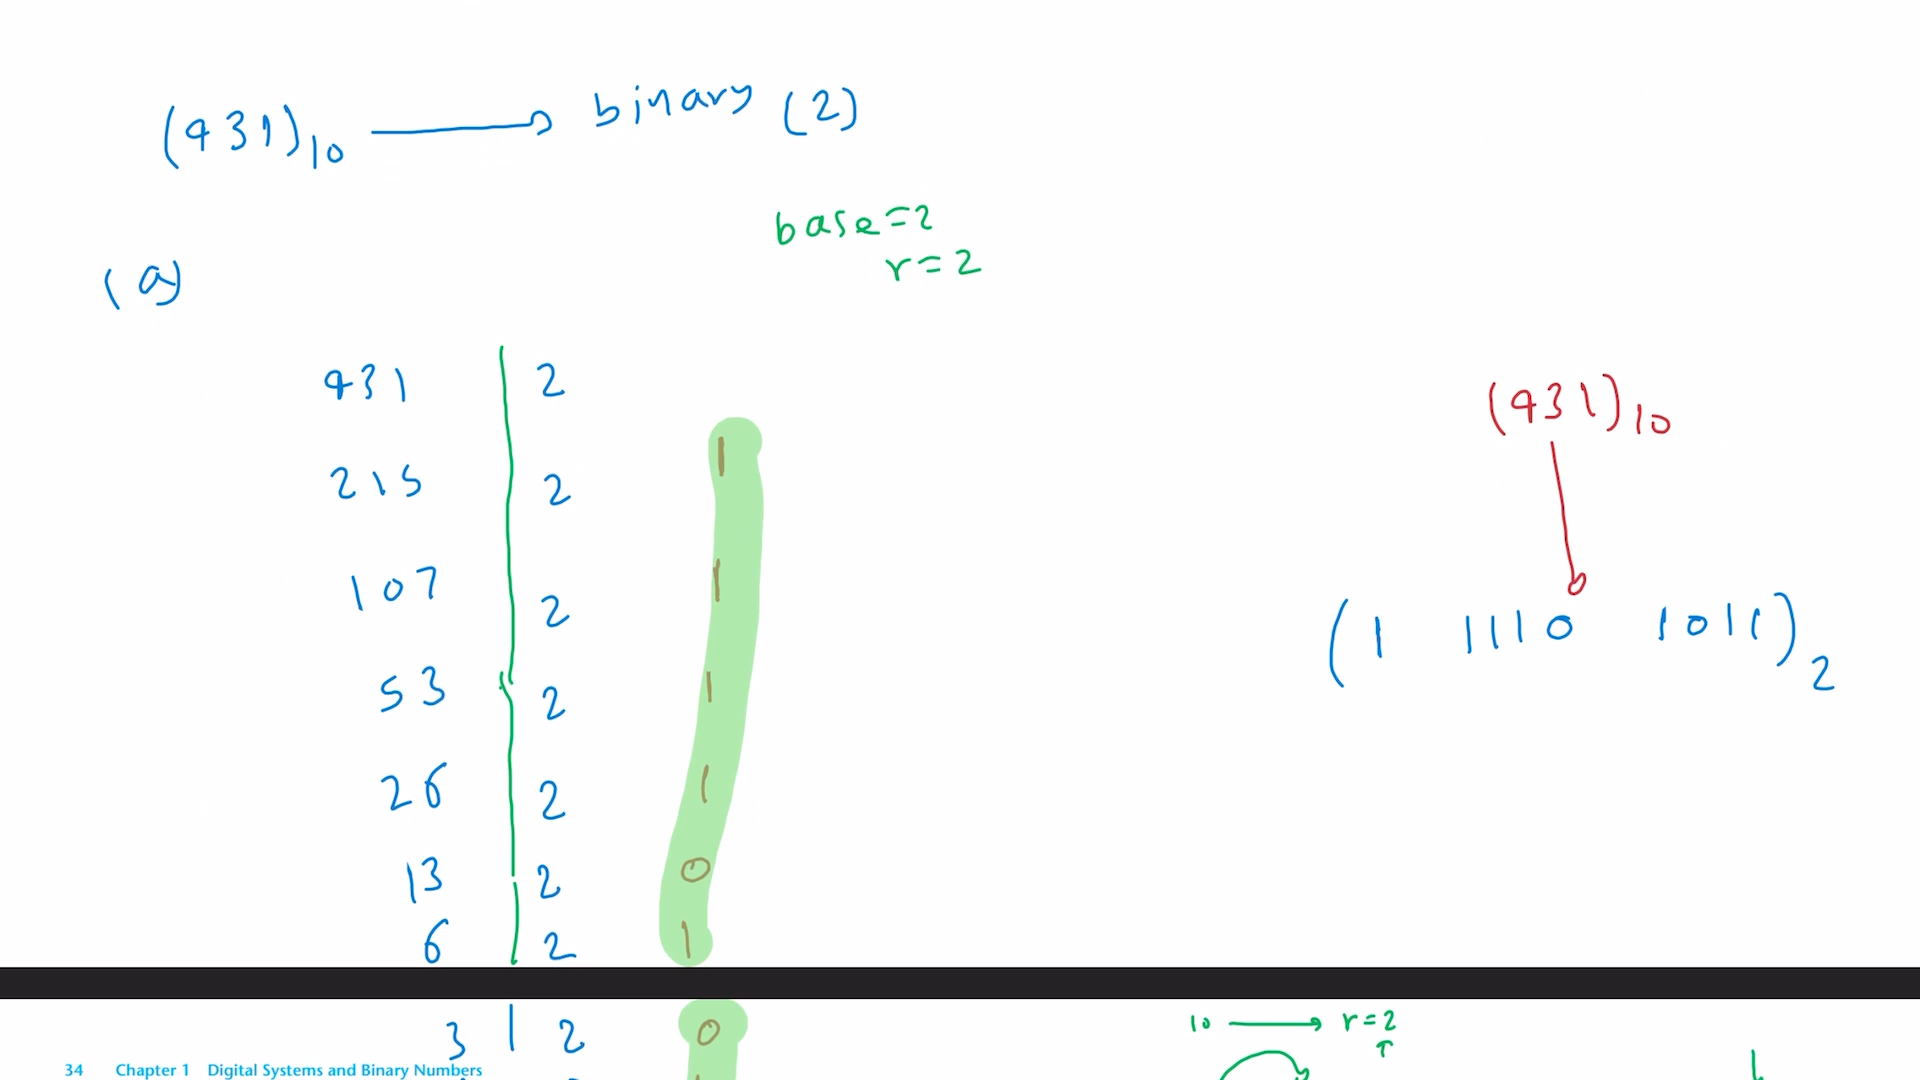 (431)10 → binary (2)
base=2
r=2
(a)
431 | 2
1
215 | 2
107 | 2 1
53 | 2 1
26 | 2 1
13 | 2 0
6 | 2 1
3 | 2 0
(431)10
(1 1110 1011)2
10 → r=2
34 Chapter 1 Digital Systems and Binary Numbers